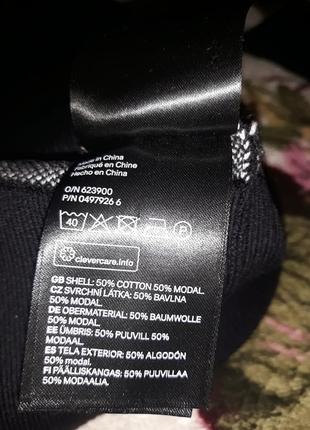 Made in China
Fabriqué en Chine
Hecho en China
O/N 623900
P/N 0497926 6
40 P
clevercare.info
GB SHELL: 50% COTTON 50% MODAL.
CZ SVRCHNÍ LÁTKA: 50% BAVLNA
50% MODAL.
DE OBERMATERIAL: 50% BAUMWOLLE
50% MODAL.
EE ÜMBRIS: 50% PUUVILL 50%
MODAAL.
ES TELA EXTERIOR: 50% ALGODÓN
50% modal.
FI PÄÄLLISKANGAS: 50% PUUVILLAA
50% MODAALIA.